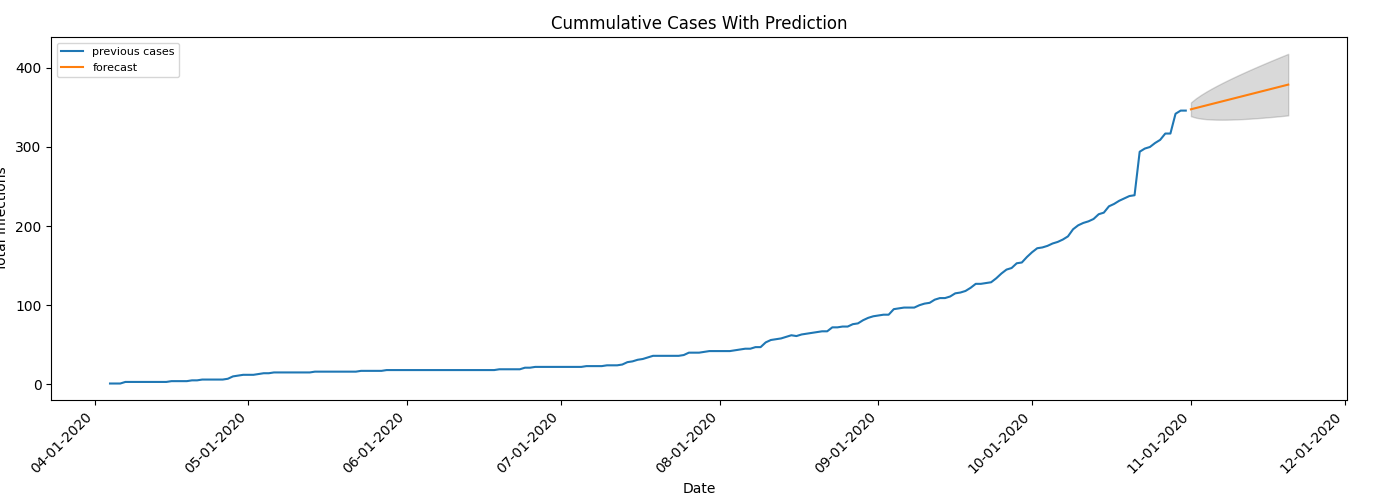 Cummulative Cases With Prediction
previous cases
forecast
400
300
200
100
0
04-01-2020
05-01-2020
06-01-2020
07-01-2020
08-01-2020
09-01-2020
10-01-2020
11-01-2020
12-01-2020
Date
Total Infections